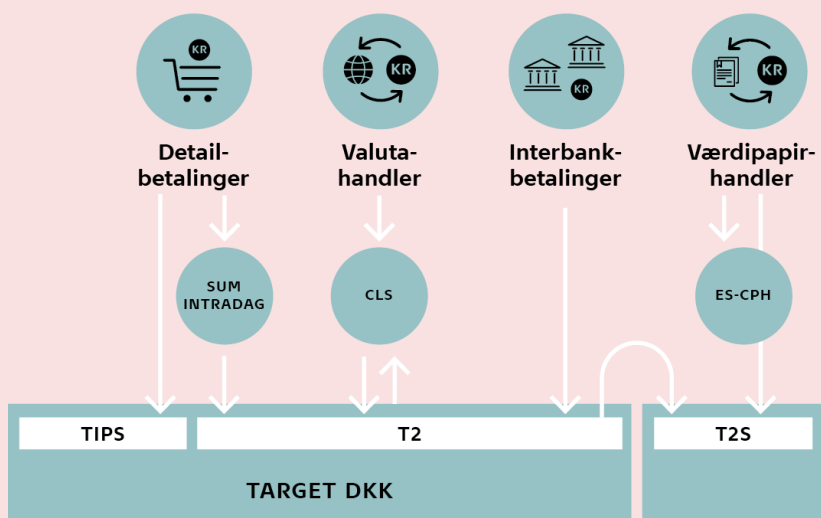 KR
KR
KR
KR
Detail-
betalinger
Valuta-
handler
Interbank-
betalinger
Værdipapir-
handler
SUM
INTRADAG
CLS
ES-CPH
TIPS
T2
T2S
TARGET DKK